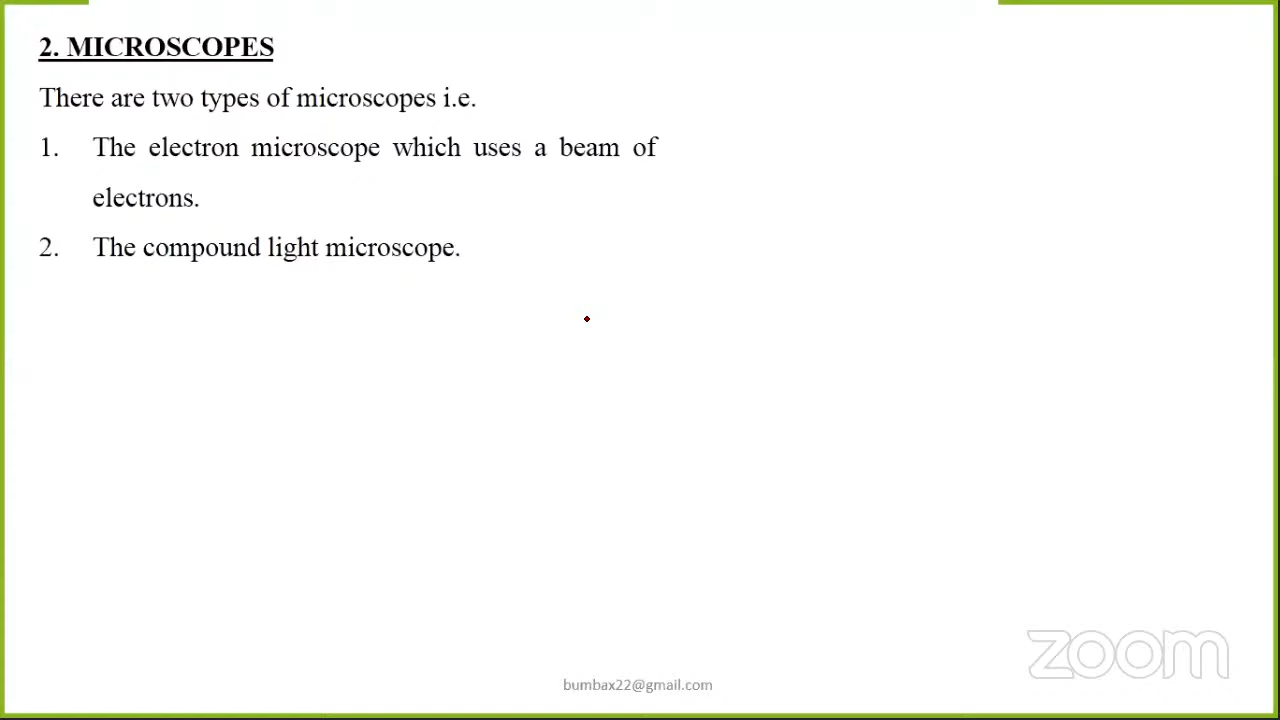 2. MICROSCOPES
There are two types of microscopes i.e.
1. The electron microscope which uses a beam of
electrons.
2. The compound light microscope.
zoom
bumbax22@gmail.com